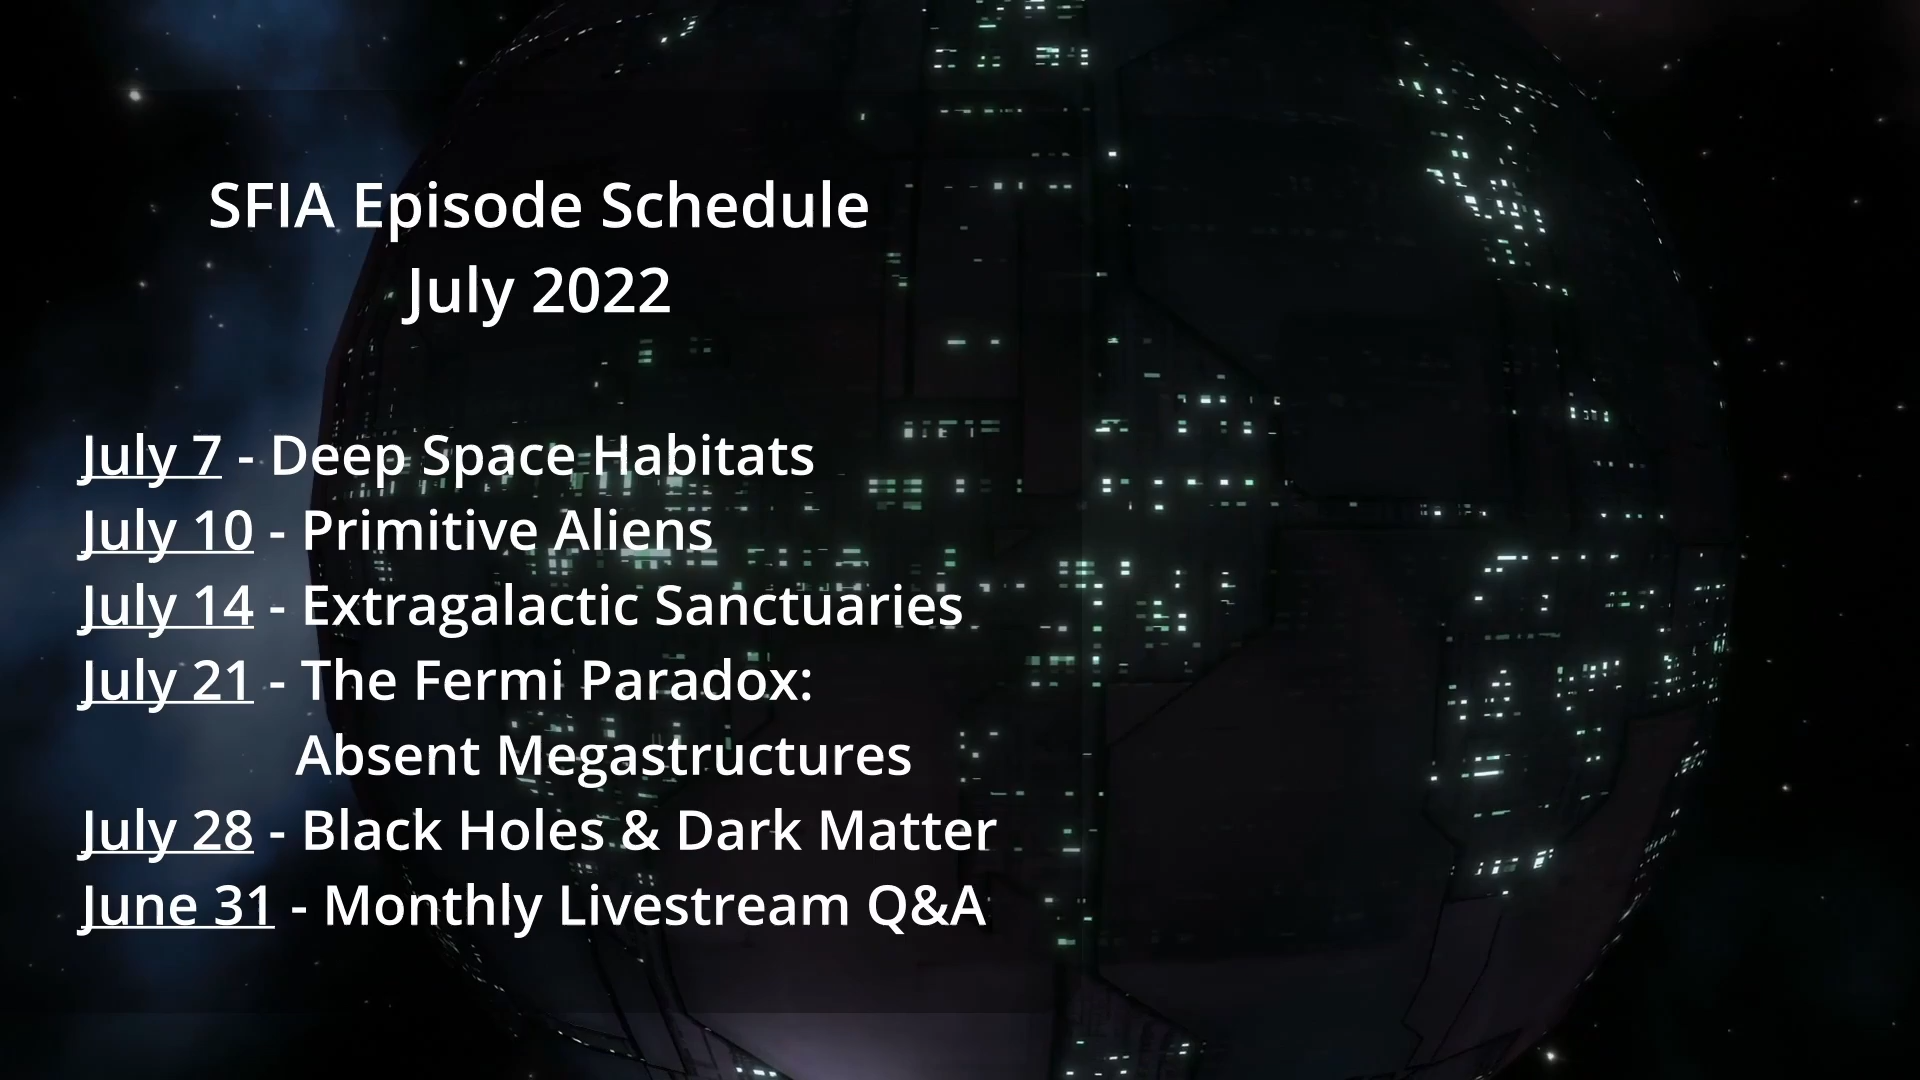 SFIA Episode Schedule
July 2022
July 7 - Deep Space Habitats
July 10 - Primitive Aliens
July 14 - Extragalactic Sanctuaries
July 21 - The Fermi Paradox:
Absent Megastructures
July 28 - Black Holes & Dark Matter
June 31 - Monthly Livestream Q&A